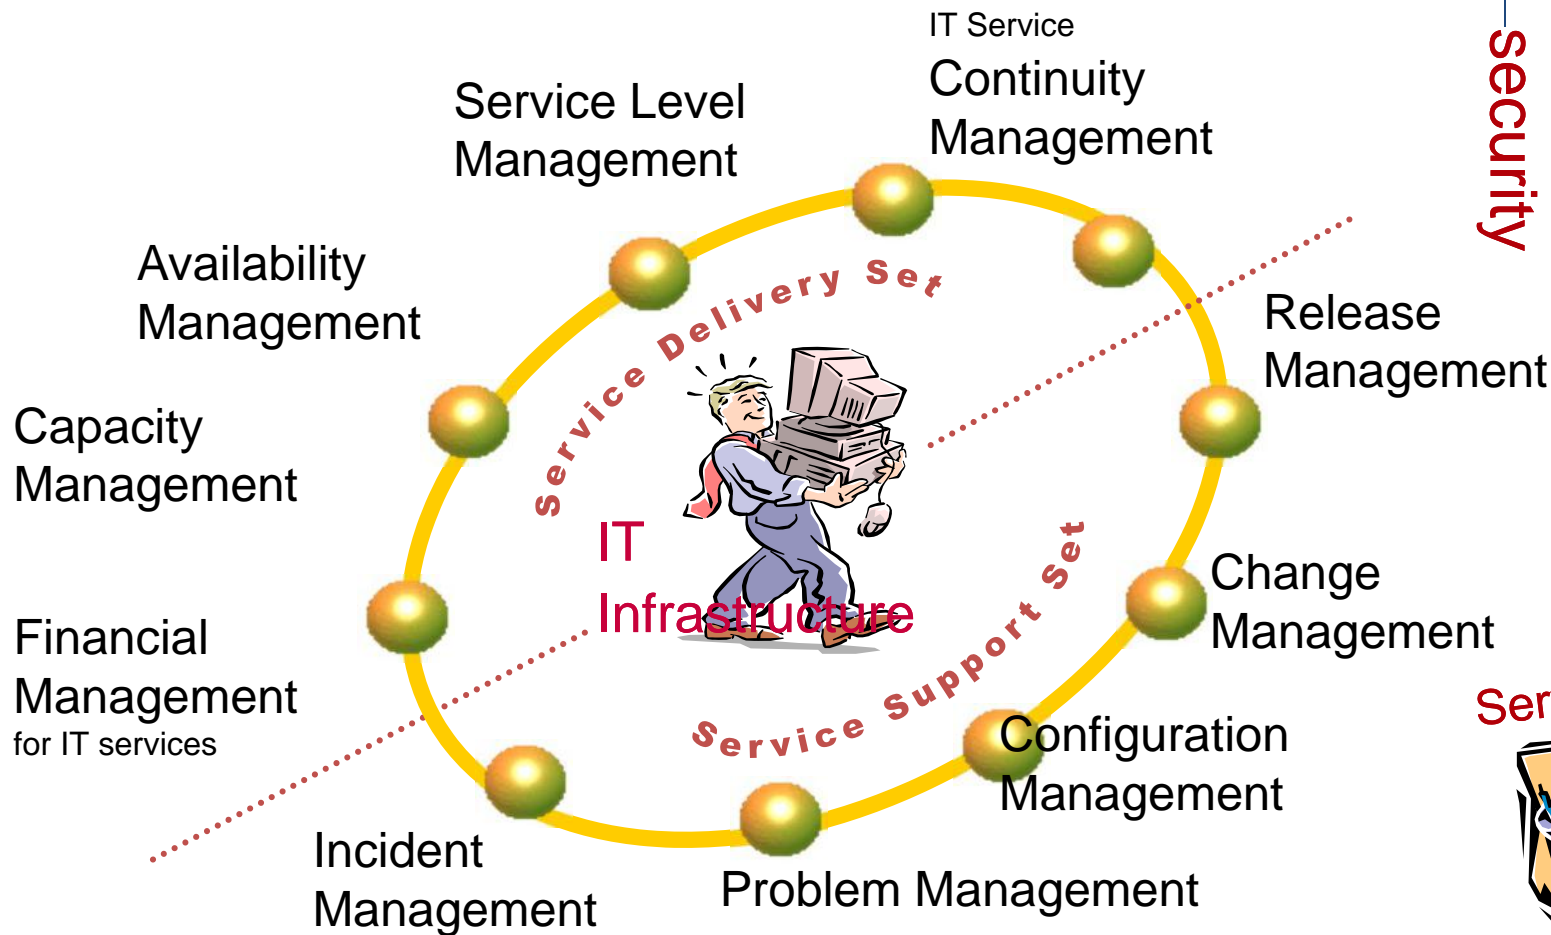 IT Service
Continuity
Management
security
Service Level
Management
Availability
Management
Service Delivery Set
Release
Management
Capacity
Management
IT
Infrastructure
Service Support Set
Change
Management
Financial
Management
for IT services
Configuration
Management
Incident
Management
Problem Management